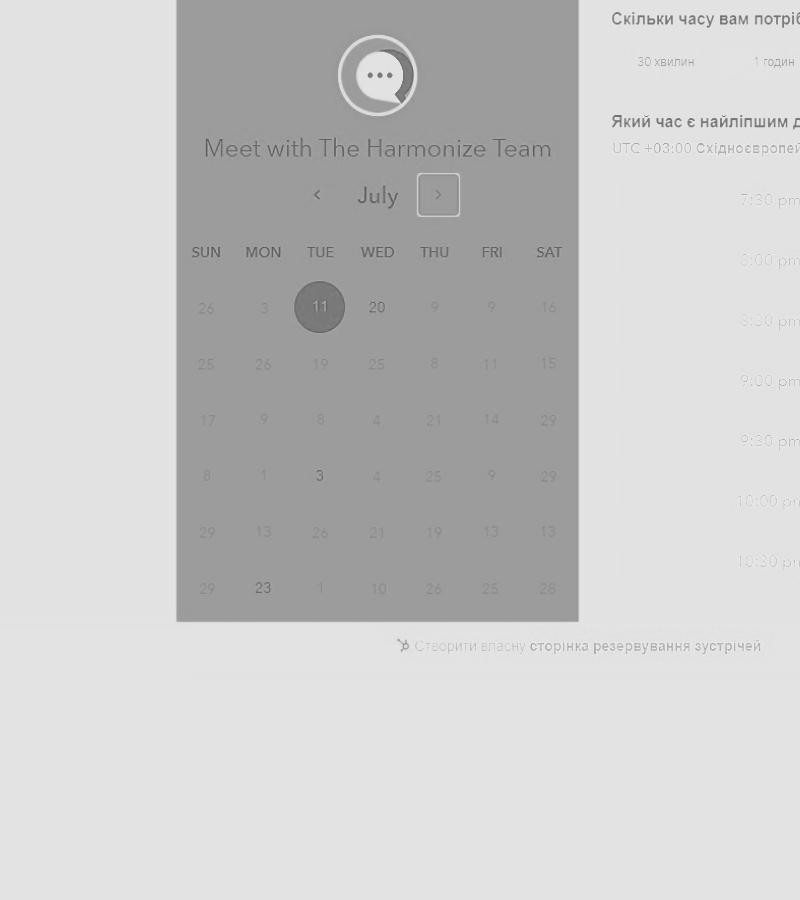 Meet with The Harmonize Team
July
SUN MON TUE WED THU FRI SAT
26 3 11 20 9 9 16
25 26 19 25 8 11 15
17 9 8 4 21 14 29
8 1 3 4 25 9 29
29 13 26 21 19 13 13
29 23 1 10 26 25 28
Скільки часу вам
30 хвилин 1 годин
Який час є найліпшим
UTC +03:00
7:30 pm
8:00 pm
8:30 pm
9:00 pm
9:30 pm
10:00
10:30
Створити власну сторінка резервування зустрічей